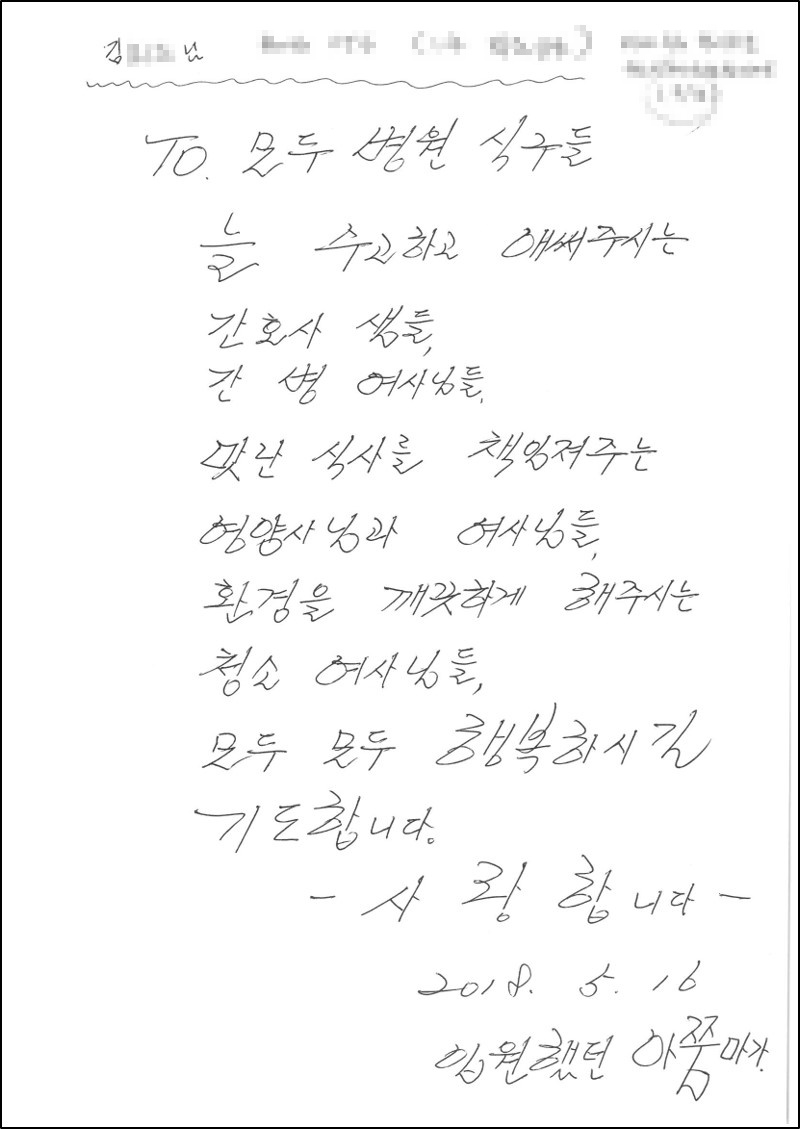 김 님
To. 모두 병원 식구들
늘 수고하고 애써주시는
간호사 샘들,
간병 여사님들,
맛난 식사를 책임져주는
영양사님과 여사님들,
환경을 깨끗하게 해주시는
청소 여사님들,
모두 모두 행복하시길
기도합니다.
- 사랑합니다 -
2018. 5. 16
입원했던 아쭘마가.